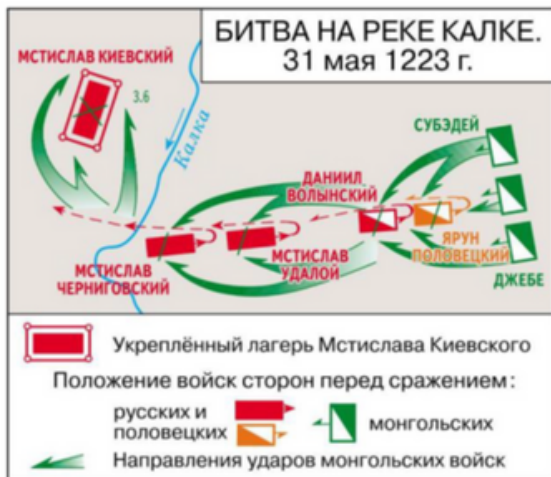 БИТВА НА РЕКЕ КАЛКЕ.
31 мая 1223 г.
МСТИСЛАВ КИЕВСКИЙ
3.6
Калка
СУБЭДЕЙ
ДАНИИЛ
ВОЛЫНСКИЙ
МСТИСЛАВ
ЧЕРНИГОВСКИЙ
МСТИСЛАВ
УДАЛОЙ
ЯРУН
ПОЛОВЕЦКИЙ
ДЖЕБЕ
Укреплённый лагерь Мстислава Киевского
Положение войск сторон перед сражением:
русских и
половецких
монгольских
Направления ударов монгольских войск